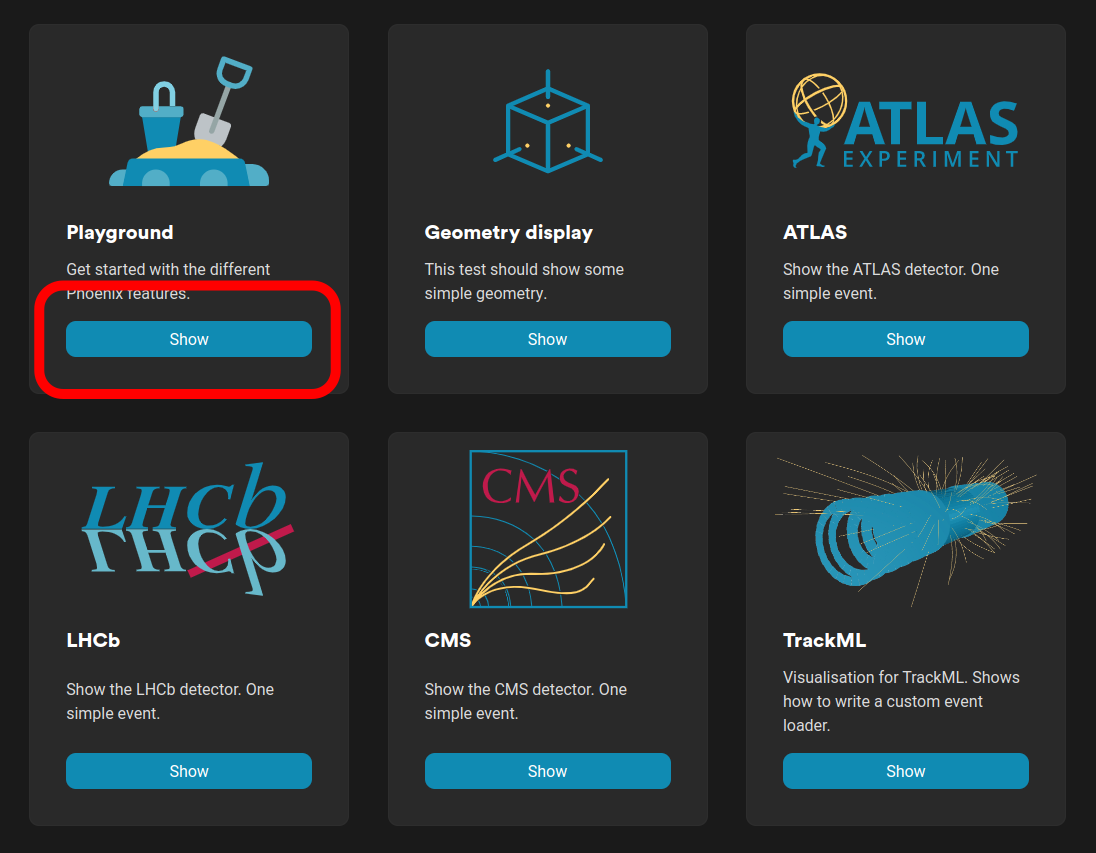 ATLAS
EXPERIMENT
Playground
Get started with the different
Phoenix features.
Show
Geometry display
This test should show some
simple geometry.
Show
ATLAS
Show the ATLAS detector. One
simple event.
Show
LHCb
LHCb
LHCb
Show the LHCb detector. One
simple event.
Show
CMS
CMS
Show the CMS detector. One
simple event.
Show
TrackML
Visualisation for TrackML. Shows
how to write a custom event
loader.
Show